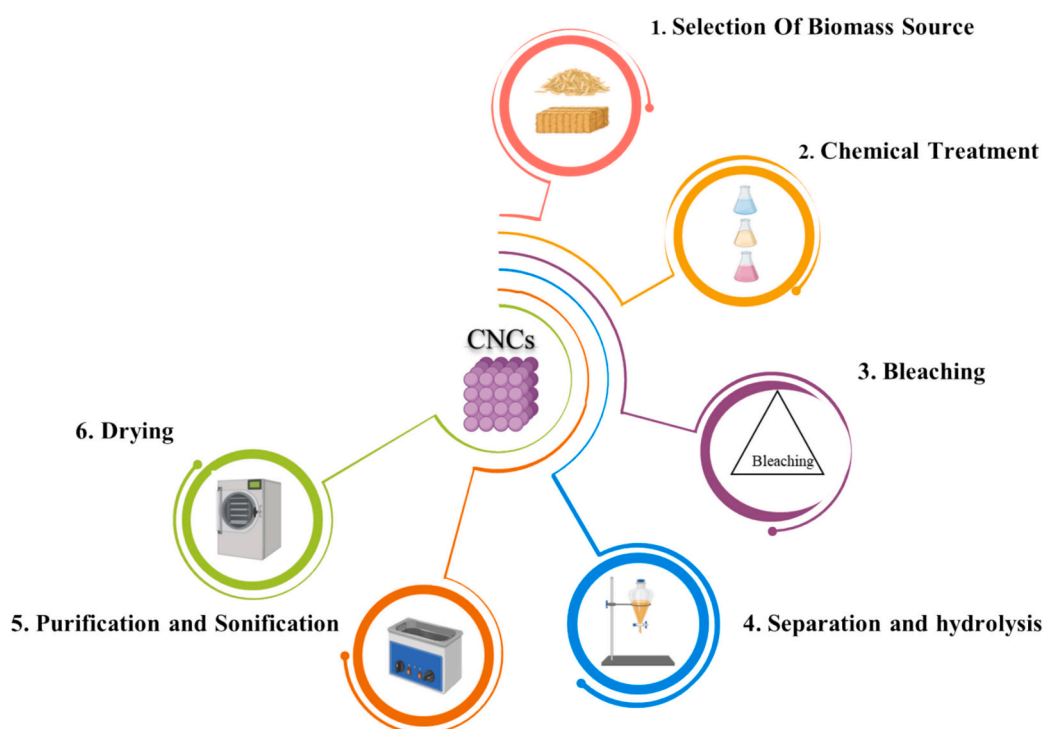 1. Selection Of Biomass Source
2. Chemical Treatment
CNCs
3. Bleaching
Bleaching
6. Drying
5. Purification and Sonification
4. Separation and hydrolysis